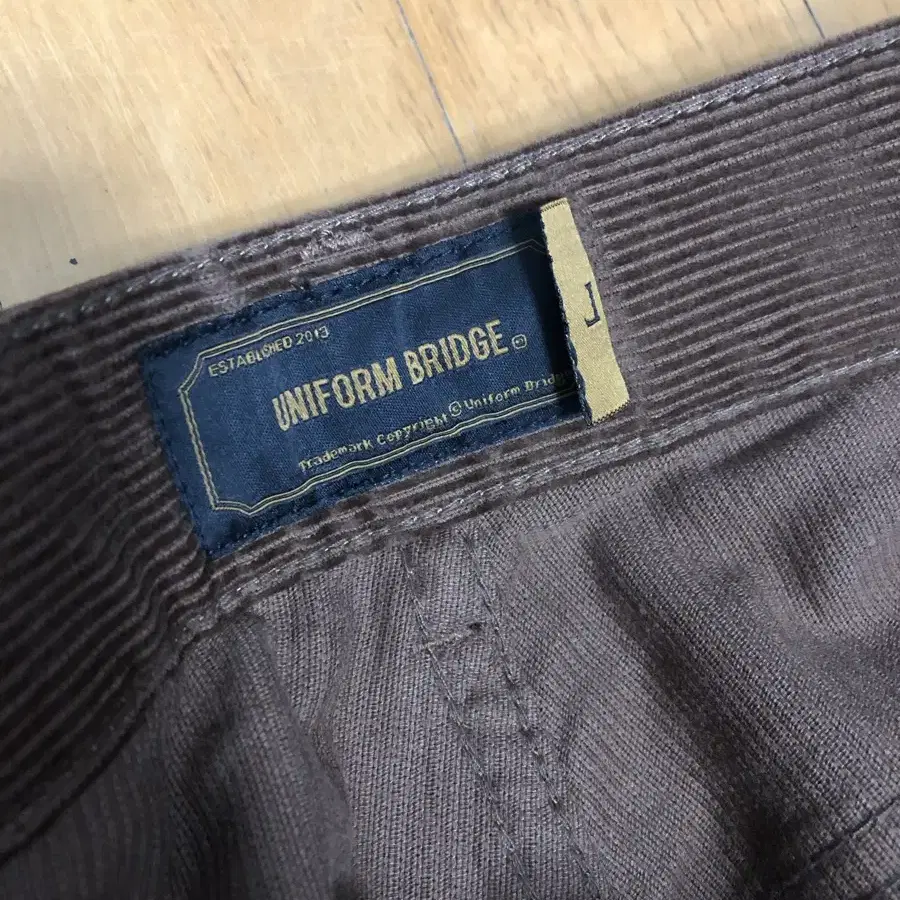 ESTABLISHED 2013
UNIFORM BRIDGE
Trademark Copyright © Uniform Bridge